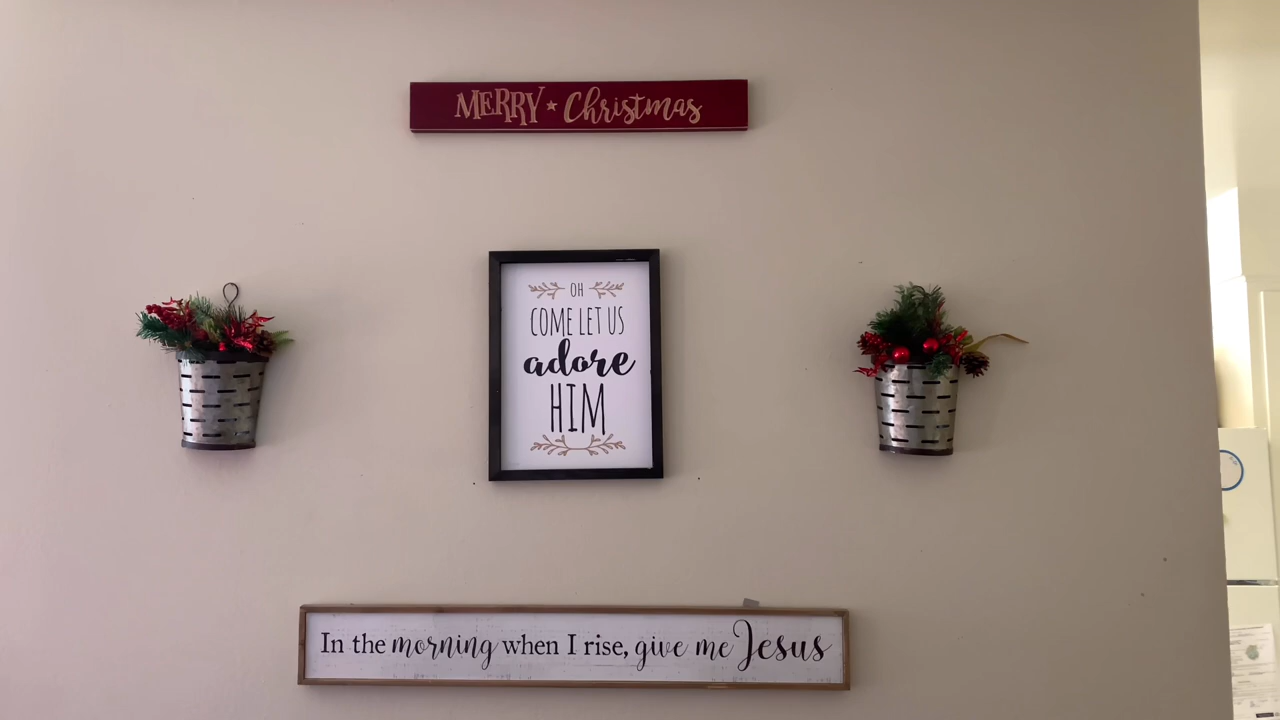 MERRY Christmas
OH
COME LET US
adore
HIM
In the morning when I rise, give me Jesus